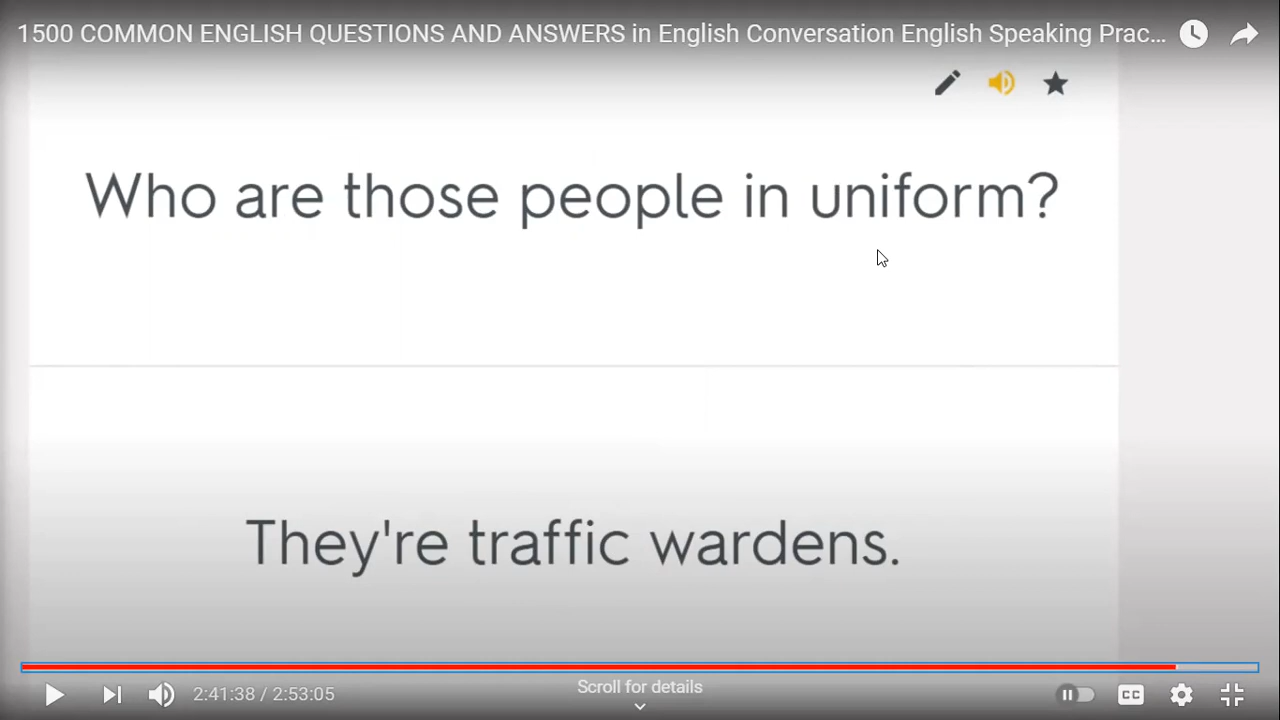 1500 COMMON ENGLISH QUESTIONS AND ANSWERS in English Conversation English Speaking Prac...
Who are those people in uniform?
They're traffic wardens.
Scroll for details
2:41:38 / 2:53:05
CC